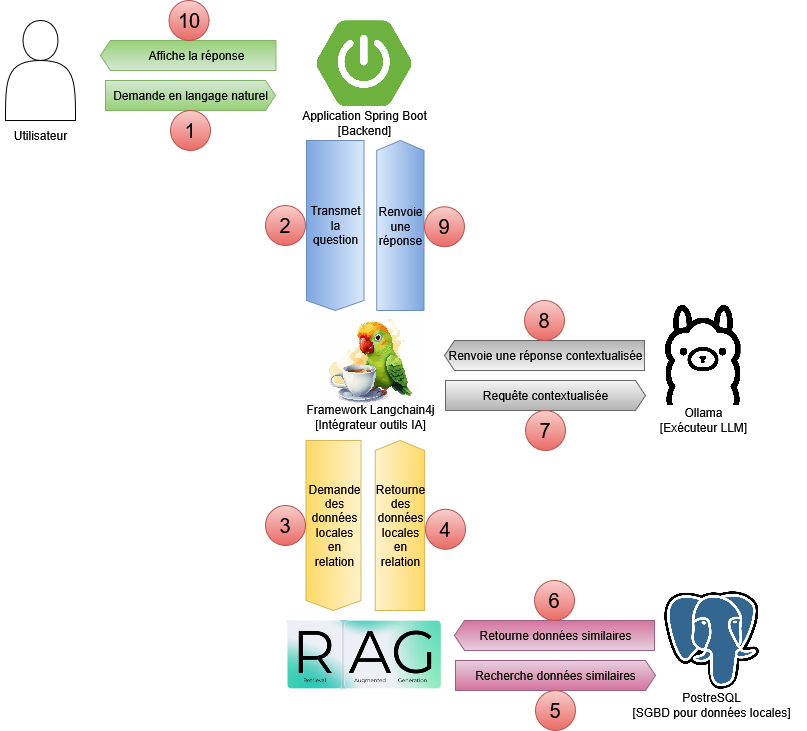 10
Affiche la réponse
Demande en langage naturel
1
Utilisateur
Application Spring Boot
[Backend]
2
Transmet
la
question
Renvoie
une
réponse
9
8
Renvoie une réponse contextualisée
Requête contextualisée
7
Framework Langchain4j
[Intégrateur outils IA]
Ollama
[Exécuteur LLM]
3
Demande
des
données
locales
en
relation
Retourne
des
données
locales
en
relation
4
6
Retourne données similaires
Recherche données similaires
5
RAG
Retrieval Augmented Generation
PostreSQL
[SGBD pour données locales]